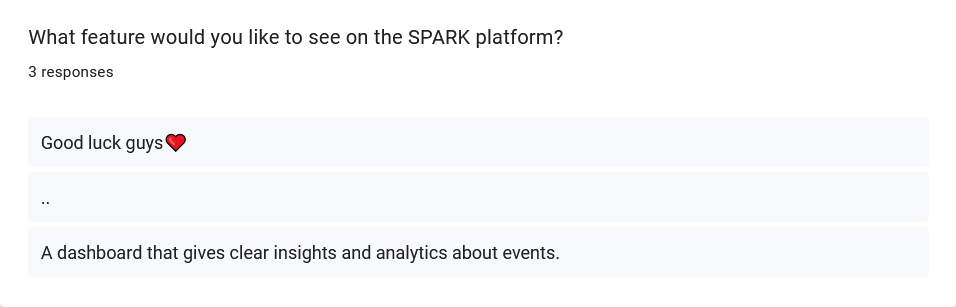 What feature would you like to see on the SPARK platform?
3 responses
Good luck guys❤️
..
A dashboard that gives clear insights and analytics about events.